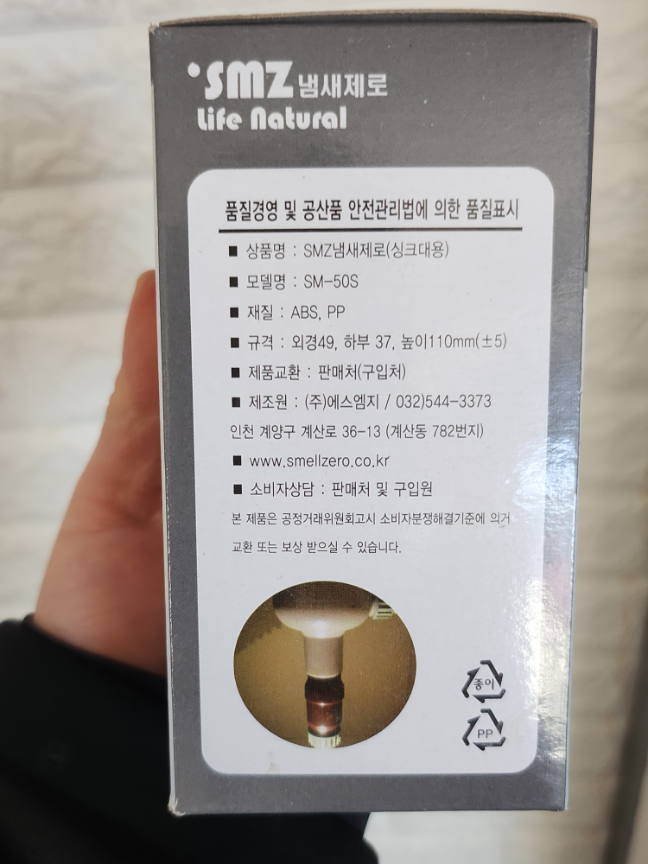 SMZ 냄새제로
Life Natural
품질경영 및 공산품 안전관리법에 의한 품질표시
■ 상품명 : SMZ냄새제로(싱크대용)
■ 모델명 : SM-50S
■ 재질 : ABS, PP
■ 규격 : 외경49, 하부 37, 높이110mm(±5)
■ 제품교환 : 판매처(구입처)
■ 제조원 : (주)에스엠지 / 032)544-3373
인천 계양구 계산로 36-13 (계산동 782번지)
■ www.smellzero.co.kr
■ 소비자상담 : 판매처 및 구입원
본 제품은 공정거래위원회고시 소비자분쟁해결기준에 의거
교환 또는 보상 받으실 수 있습니다.
종이
PP